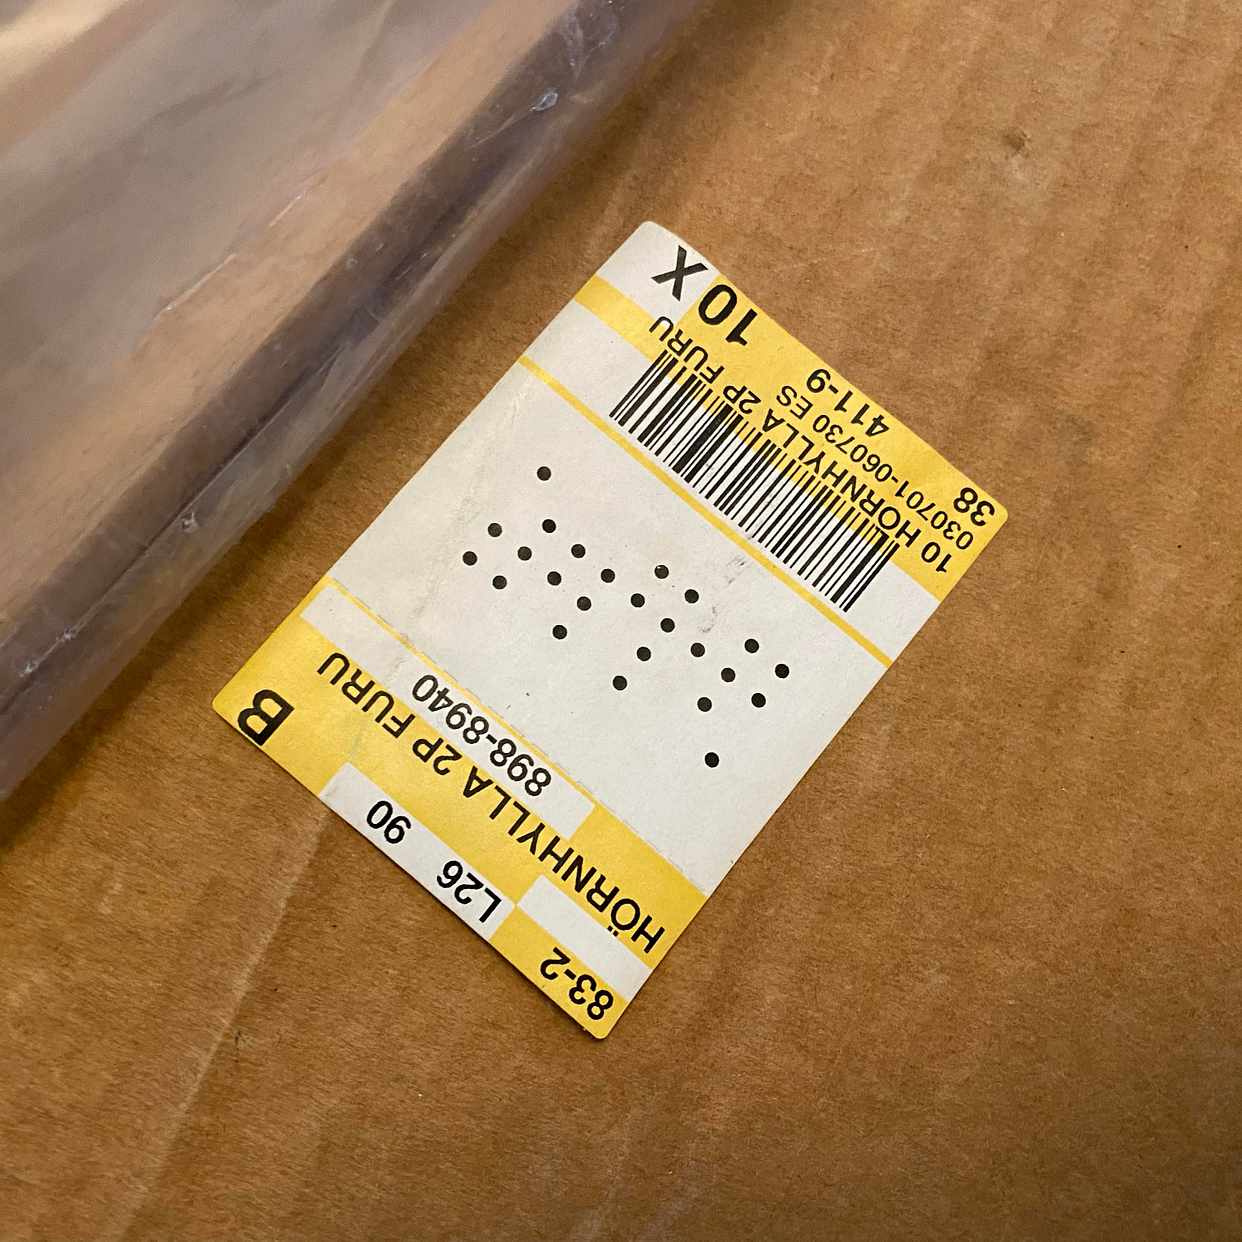 83-2 L26 90 B
HÖRNHYLLA 2P FURU
898-8940
10 HÖRNHYLLA 2P FURU
030701-060730 ES
38 411-9 10 X